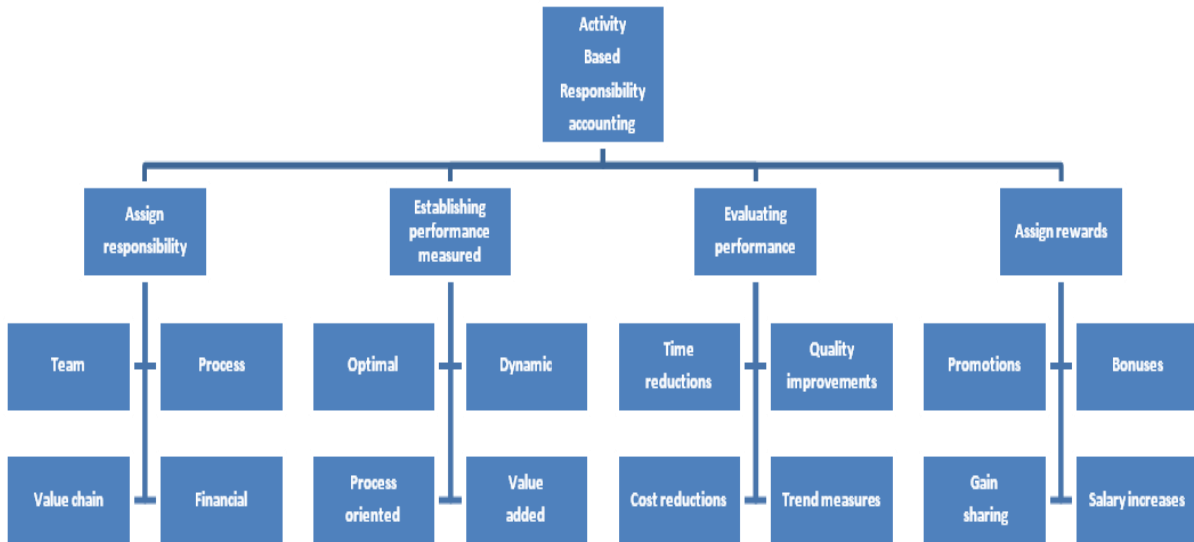 Activity
Based
Responsibility
accounting
Assign
responsibility
Establishing
performance
measured
Evaluating
performance
Assign rewards
Team
Process
Optimal
Dynamic
Time
reductions
Quality
improvements
Promotions
Bonuses
Value chain
Financial
Process
oriented
Value
added
Cost reductions
Trend measures
Gain
sharing
Salary increases